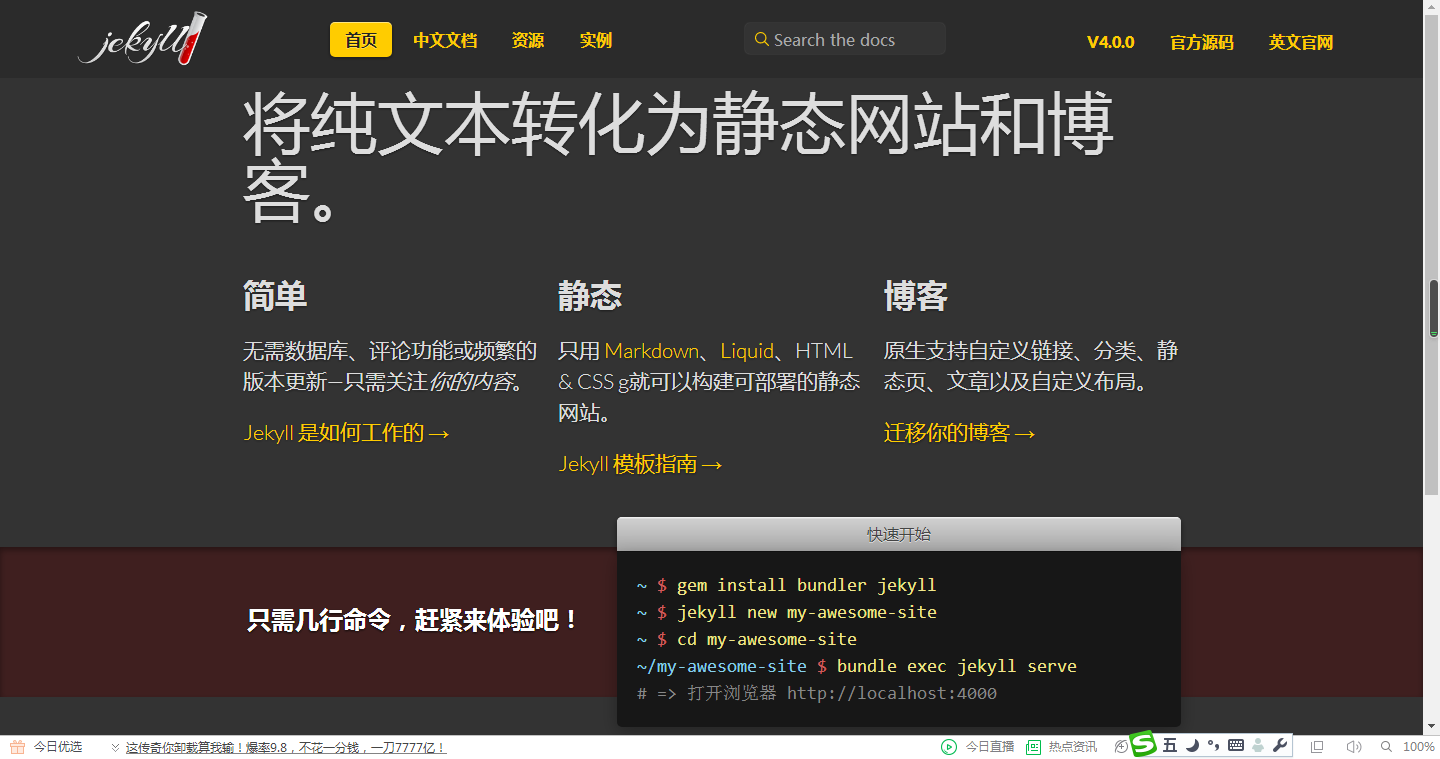 jekyll
首页 中文文档 资源 实例 Search the docs V4.0.0 官方源码 英文官网
将纯文本转化为静态网站和博
客。
简单
无需数据库、评论功能或频繁的
版本更新—只需关注你的内容。
Jekyll 是如何工作的 →
静态
只用 Markdown、Liquid、HTML
& CSS g就可以构建可部署的静态
网站。
Jekyll 模板指南 →
博客
原生支持自定义链接、分类、静
态页、文章以及自定义布局。
迁移你的博客 →
只需几行命令，赶紧来体验吧！
快速开始
~ $ gem install bundler jekyll
~ $ jekyll new my-awesome-site
~ $ cd my-awesome-site
~/my-awesome-site $ bundle exec jekyll serve
# => 打开浏览器 http://localhost:4000
今日优选 这传奇你卸载算我输！爆率9.8，不花一分钱，一刀7777亿！ 今日直播 热点资讯 S 五 100%